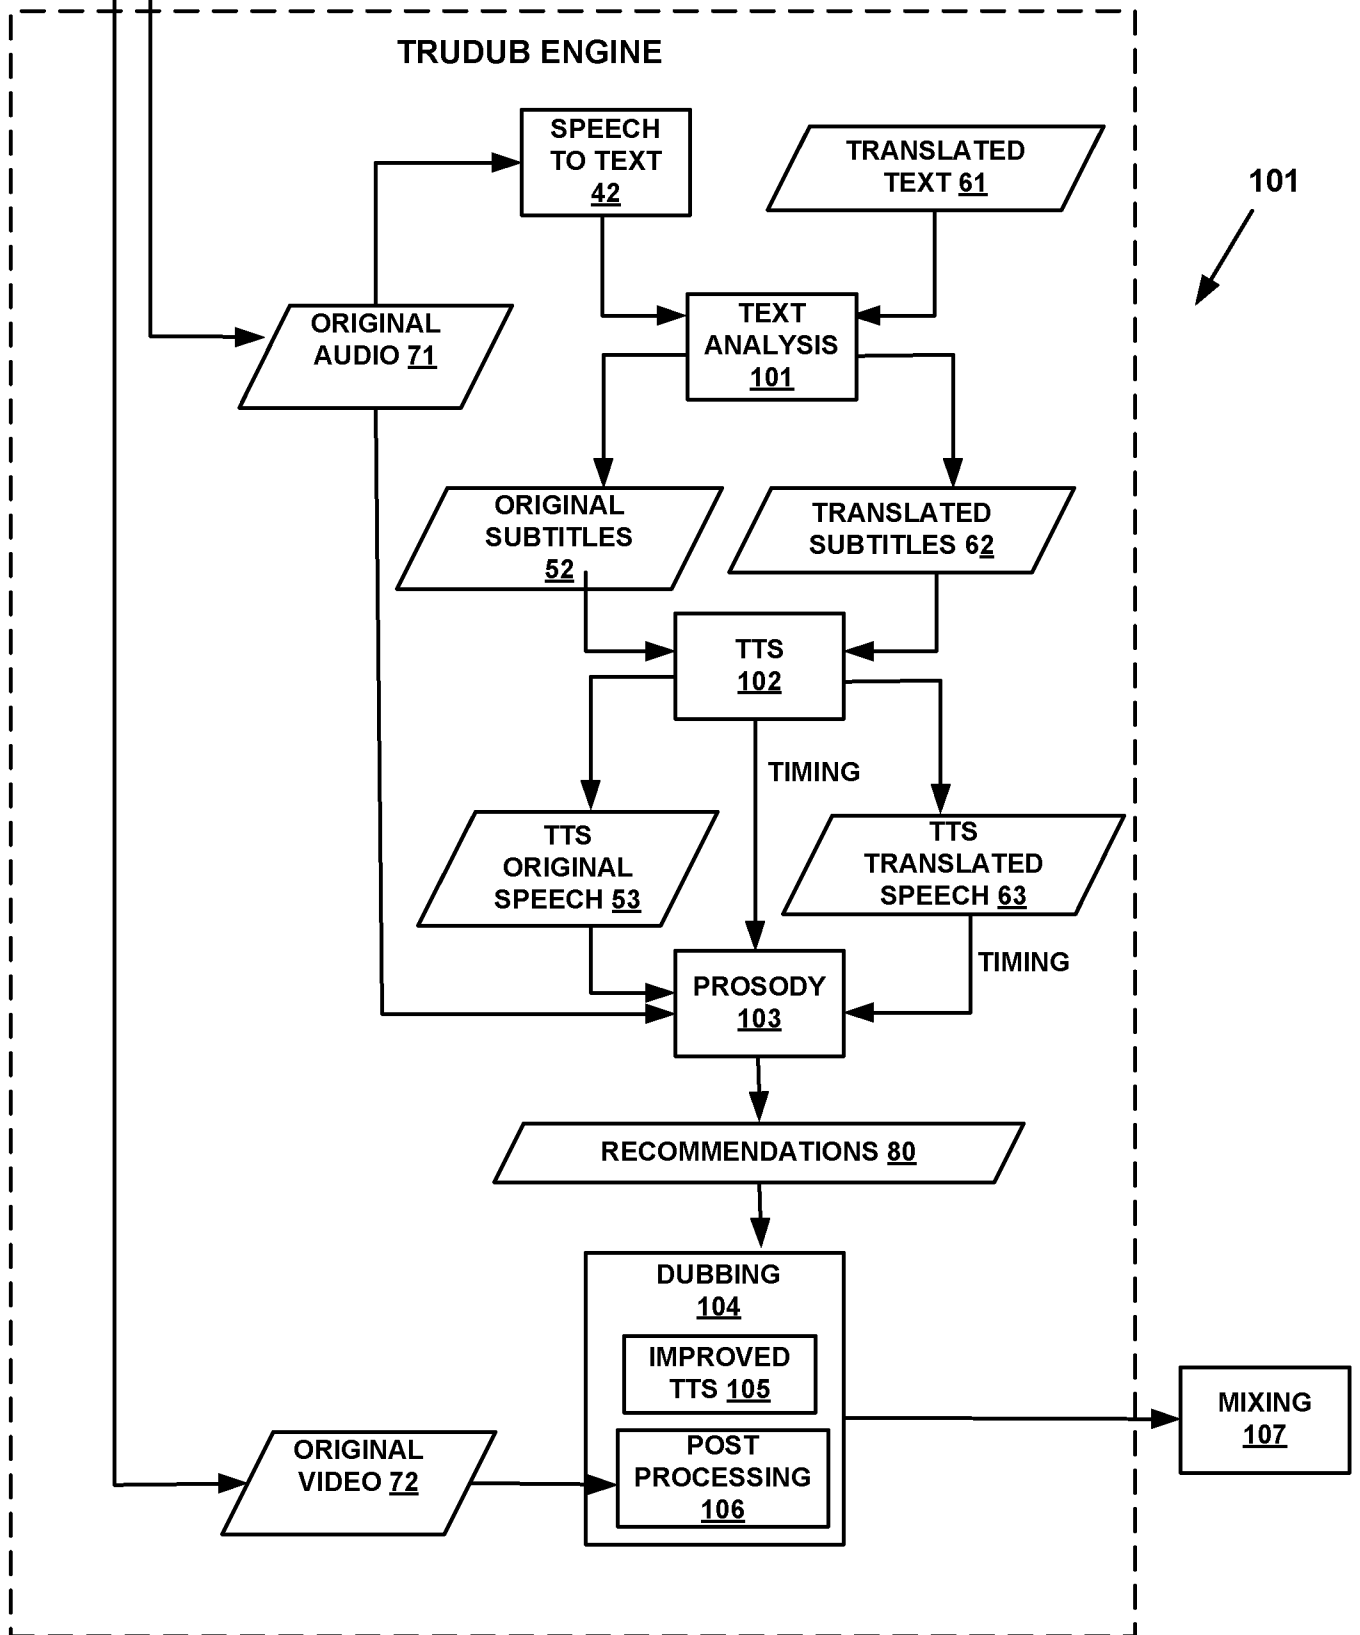 TRUDUB ENGINE
SPEECH
TO TEXT
42
TRANSLATED
TEXT 61
101
ORIGINAL
AUDIO 71
TEXT
ANALYSIS
101
ORIGINAL
SUBTITLES
52
TRANSLATED
SUBTITLES 62
TTS
102
TIMING
TTS
ORIGINAL
SPEECH 53
TTS
TRANSLATED
SPEECH 63
TIMING
PROSODY
103
RECOMMENDATIONS 80
DUBBING
104
IMPROVED
TTS 105
POST
PROCESSING
106
MIXING
107
ORIGINAL
VIDEO 72